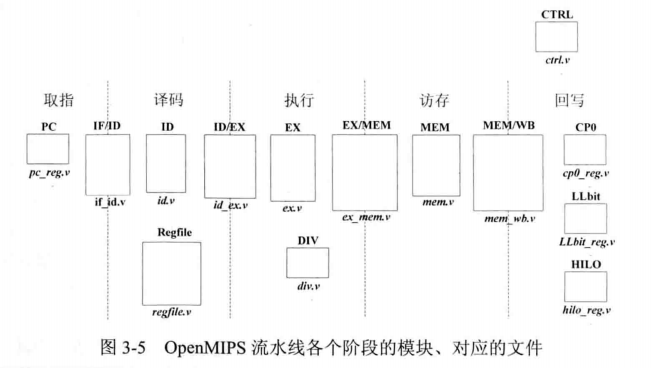 CTRL
ctrl.v
取指 译码 执行 访存 回写
PC IF/ID ID ID/EX EX EX/MEM MEM MEM/WB CP0
pc_reg.v if_id.v id.v id_ex.v ex.v ex_mem.v mem.v mem_wb.v cp0_reg.v
LLbit
LLbit_reg.v
Regfile DIV HILO
regfile.v div.v hilo_reg.v
图 3-5 OpenMIPS 流水线各个阶段的模块、对应的文件